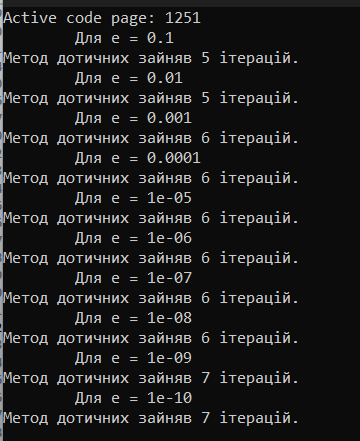 Active code page: 1251
Для e = 0.1
Метод дотичних зайняв 5 ітерацій.
Для e = 0.01
Метод дотичних зайняв 5 ітерацій.
Для e = 0.001
Метод дотичних зайняв 6 ітерацій.
Для e = 0.0001
Метод дотичних зайняв 6 ітерацій.
Для e = 1e-05
Метод дотичних зайняв 6 ітерацій.
Для e = 1e-06
Метод дотичних зайняв 6 ітерацій.
Для e = 1e-07
Метод дотичних зайняв 6 ітерацій.
Для e = 1e-08
Метод дотичних зайняв 6 ітерацій.
Для e = 1e-09
Метод дотичних зайняв 7 ітерацій.
Для e = 1e-10
Метод дотичних зайняв 7 ітерацій.